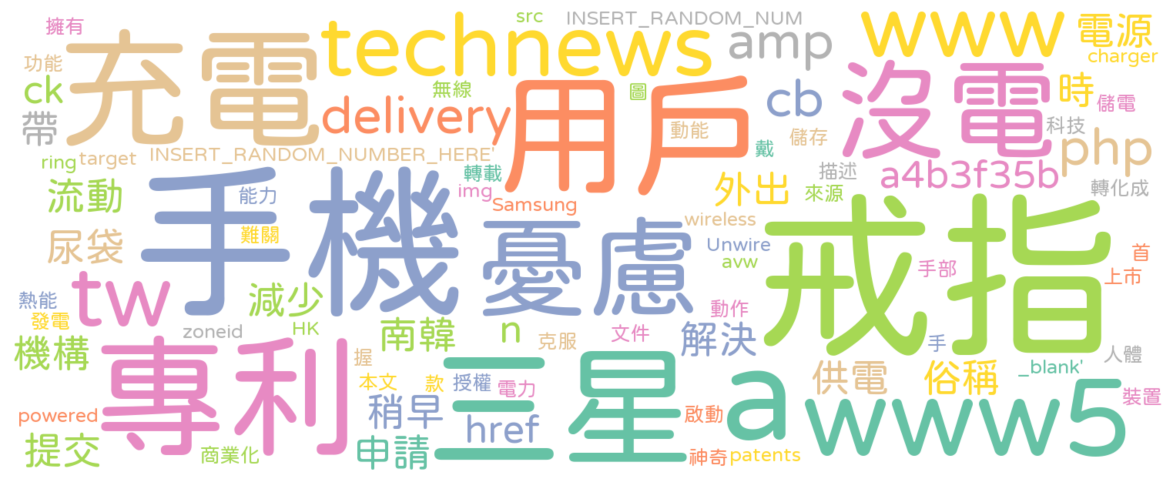 擁有
src
INSERT_RANDOM_NUM
www
電源
充電
technews
amp
charger
功能
ck
無線
圖
cb
沒電
時
儲電
帶
delivery
用戶
動能
儲存
科技
php
ring
target
INSERT_RANDOM_NUMBER_HERE'
戴
描述
轉載
a4b3f35b
流動
能力
img
外出
來源
轉化成
Samsung
手機
wireless
戒指
尿袋
難關
憂慮
Unwire
avw
首
手部
上市
tw
熱能
減少
動作
發電
zoneid
HK
南韓
n
克服
文件
解決
手
機構
專利
握
三星
人體
_blank'
本文
款
授權
電力
供電
俗稱
a
www5
裝置
powered
稍早
href
啟動
提交
商業化
申請
神奇
patents